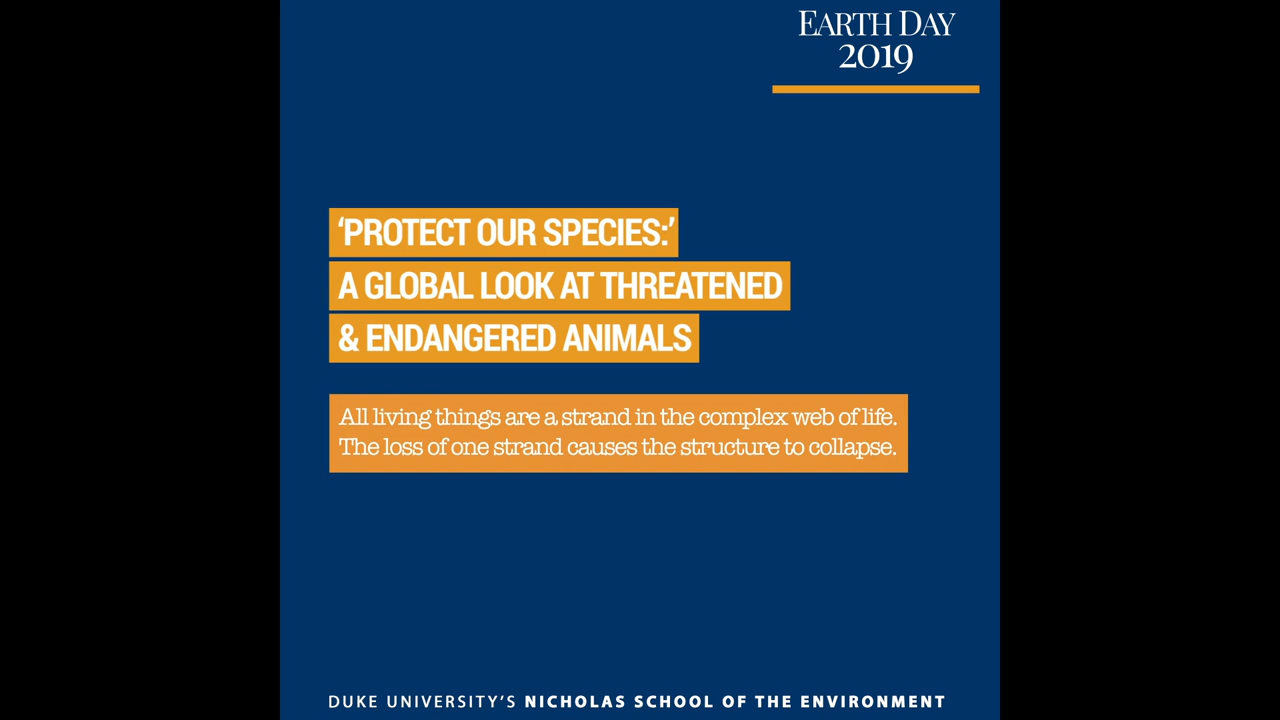 EARTH DAY
2019
‘PROTECT OUR SPECIES:’
A GLOBAL LOOK AT THREATENED
& ENDANGERED ANIMALS
All living things are a strand in the complex web of life.
The loss of one strand causes the structure to collapse.
DUKE UNIVERSITY’S NICHOLAS SCHOOL OF THE ENVIRONMENT